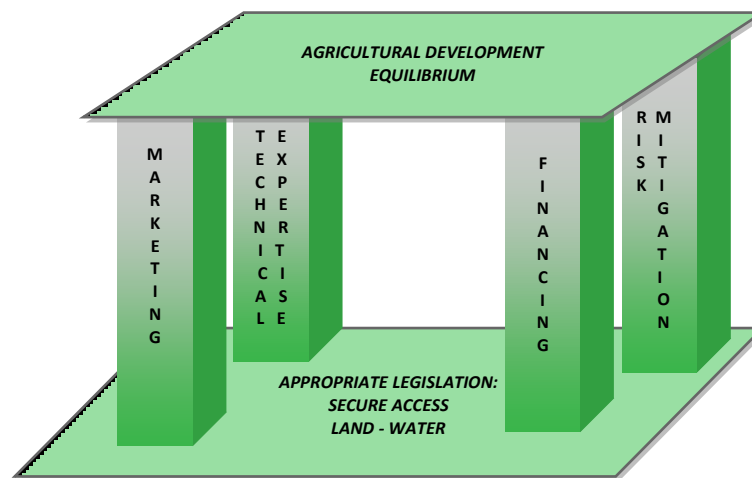 AGRICULTURAL DEVELOPMENT
EQUILIBRIUM
MARKETING
TECHNICAL
EXPERTISE
FINANCING
RISK
MITIGATION
APPROPRIATE LEGISLATION:
SECURE ACCESS
LAND - WATER